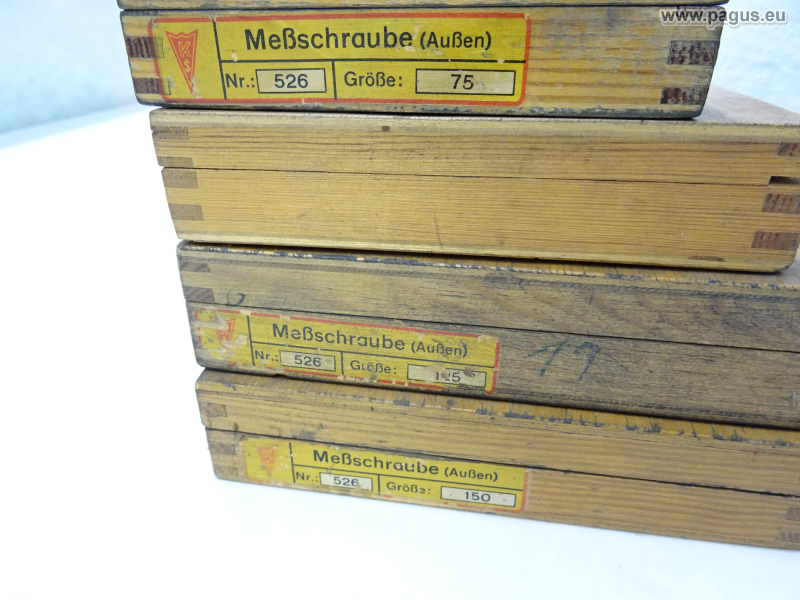 www.pagus.eu
KS
Meßschraube (Außen)
Nr.: 526 Größe: 75
Meßschraube (Außen)
Nr.: 526 Größe:
Meßschraube (Außen)
Nr.: 526 Größe: 150